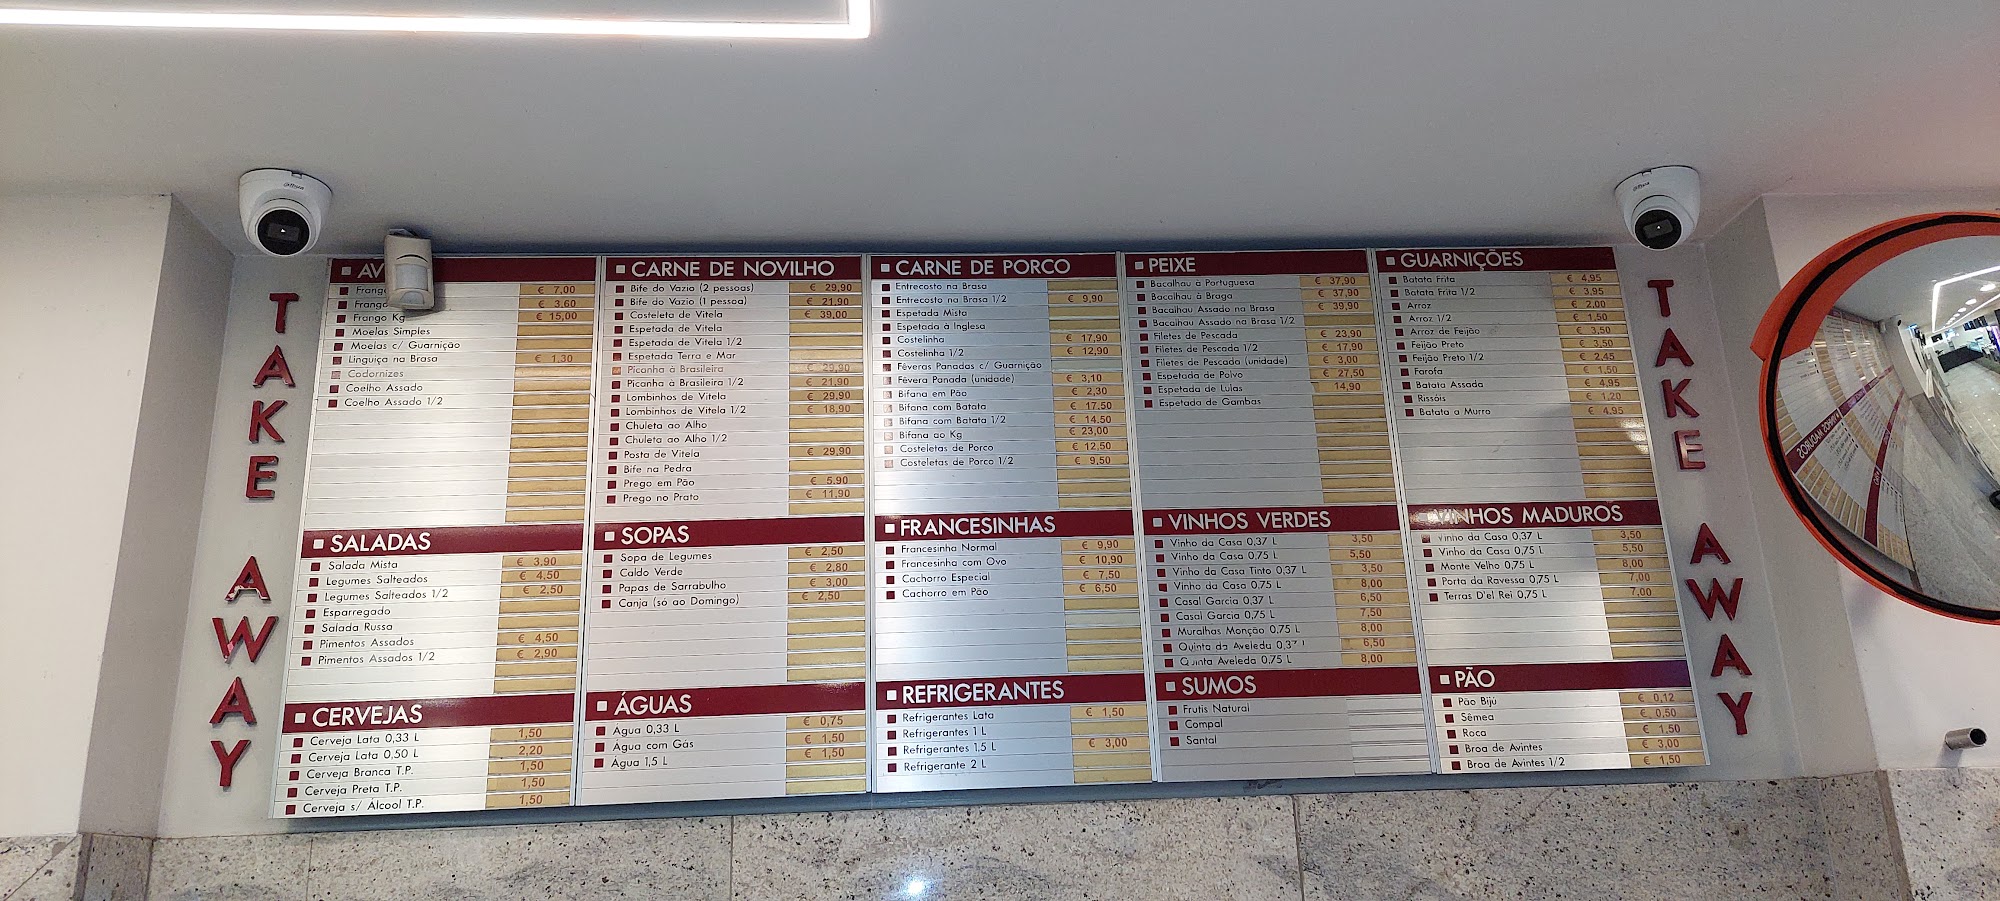 TAKE AWAY
AV
Frango € 7,00
Frango € 3,60
Frango Kg € 15,00
Moelas Simples
Moelas c/ Guarnição
Linguiça na Brasa € 1,30
Codornizes
Coelho Assado
Coelho Assado 1/2
SALADAS
Salada Mista € 3,90
Legumes Salteados € 4,50
Legumes Salteados 1/2 € 2,50
Esparregado
Salada Russa
Pimentos Assados € 4,50
Pimentos Assados 1/2 € 2,90
CERVEJAS
Cerveja Lata 0,33 L 1,50
Cerveja Lata 0,50 L 2,20
Cerveja Branca T.P. 1,50
Cerveja Preta T.P. 1,50
Cerveja s/ Álcool T.P. 1,50
CARNE DE NOVILHO
Bife do Vazio (2 pessoas) € 29,90
Bife do Vazio (1 pessoa) € 21,90
Costeleta de Vitela € 39,00
Espetada de Vitela
Espetada de Vitela 1/2
Espetada Terra e Mar
Picanha à Brasileira € 29,90
Picanha à Brasileira 1/2 € 21,90
Lombinhos de Vitela € 29,90
Lombinhos de Vitela 1/2 € 18,90
Chuleta ao Alho
Chuleta ao Alho 1/2
Posta de Vitela € 29,90
Bife na Pedra
Prego em Pão € 5,90
Prego no Prato € 11,90
SOPAS
Sopa de Legumes € 2,50
Caldo Verde € 2,80
Papas de Sarrabulho € 3,00
Canja (só ao Domingo) € 2,50
ÁGUAS
Água 0,33 L € 0,75
Água com Gás € 1,50
Água 1,5 L € 1,50
CARNE DE PORCO
Entrecosto na Brasa
Entrecosto na Brasa 1/2 € 9,90
Espetada Mista
Espetada à Inglesa
Costelinha € 17,90
Costelinha 1/2 € 12,90
Fêveras Panadas c/ Guarnição
Fêvera Panada (unidade) € 3,10
Bifana em Pão € 2,30
Bifana com Batata € 17,50
Bifana com Batata 1/2 € 14,50
Bifana ao Kg € 23,00
Costeletas de Porco € 12,50
Costeletas de Porco 1/2 € 9,50
FRANCESINHAS
Francesinha Normal € 9,90
Francesinha com Ovo € 10,90
Cachorro Especial € 7,50
Cachorro em Pão € 6,50
REFRIGERANTES
Refrigerantes Lata € 1,50
Refrigerantes 1 L
Refrigerantes 1,5 L € 3,00
Refrigerante 2 L
PEIXE
Bacalhau à Portuguesa € 37,90
Bacalhau à Braga € 37,90
Bacalhau Assado na Brasa € 39,90
Bacalhau Assado na Brasa 1/2
Filetes de Pescada € 23,90
Filetes de Pescada 1/2 € 17,90
Filetes de Pescada (unidade) € 3,00
Espetada de Polvo € 27,50
Espetada de Lulas 14,90
Espetada de Gambas
VINHOS VERDES
Vinho da Casa 0,37 L 3,50
Vinho da Casa 0,75 L 5,50
Vinho da Casa Tinto 0,37 L 3,50
Vinho da Casa 0,75 L 8,00
Casal Garcia 0,37 L 6,50
Casal Garcia 0,75 L 7,50
Muralhas Monção 0,75 L 8,00
Quinta da Aveleda 0,37 L 6,50
Quinta Aveleda 0,75 L 8,00
SUMOS
Frutis Natural
Compal
Santal
GUARNIÇÕES
Batata Frita € 4,95
Batata Frita 1/2 € 3,95
Arroz € 2,00
Arroz 1/2 € 1,50
Arroz de Feijão € 3,50
Feijão Preto € 3,50
Feijão Preto 1/2 € 2,45
Farofa € 1,50
Batata Assada € 4,95
Rissóis € 1,20
Batata a Murro € 4,95
VINHOS MADUROS
Vinho da Casa 0,37 L 3,50
Vinho da Casa 0,75 L 5,50
Monte Velho 0,75 L 8,00
Porta da Ravessa 0,75 L 7,00
Terras D'el Rei 0,75 L 7,00
PÃO
Pão Bijú € 0,12
Sêmea € 0,50
Roca € 1,50
Broa de Avintes € 3,00
Broa de Avintes 1/2 € 1,50
TAKE AWAY